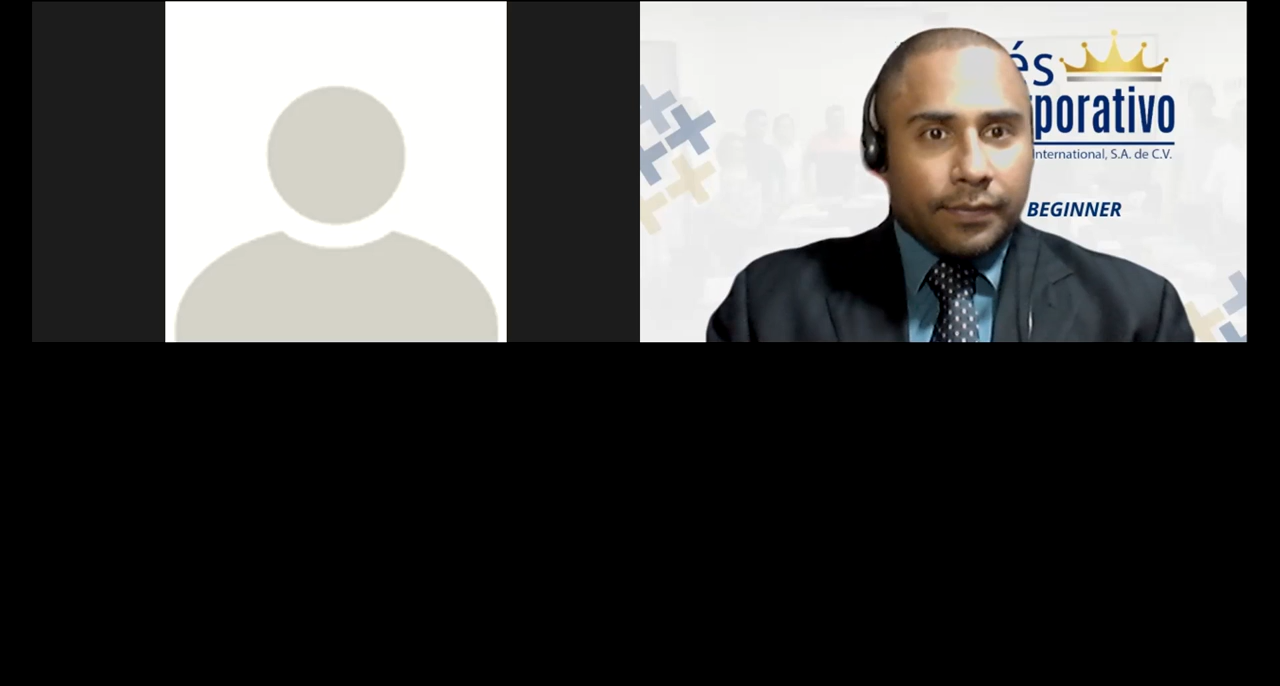 és
porativo
International, S.A. de C.V.
BEGINNER